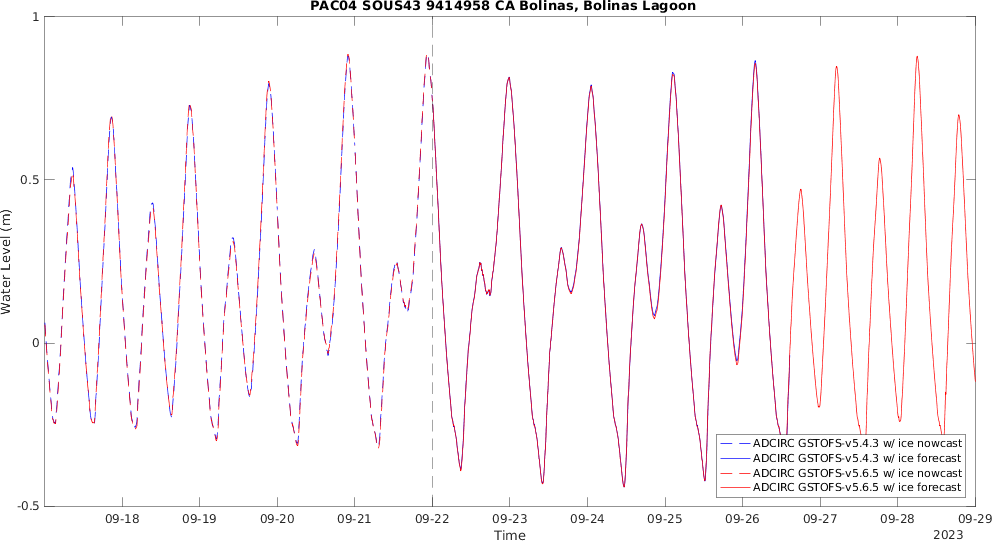 PAC04 SOUS43 9414958 CA Bolinas, Bolinas Lagoon
1
0.5
0
-0.5
Water Level (m)
09-18 09-19 09-20 09-21 09-22 09-23 09-24 09-25 09-26 09-27 09-28 09-29
Time
2023
ADCIRC GSTOFS-v5.4.3 w/ ice nowcast
ADCIRC GSTOFS-v5.4.3 w/ ice forecast
ADCIRC GSTOFS-v5.6.5 w/ ice nowcast
ADCIRC GSTOFS-v5.6.5 w/ ice forecast